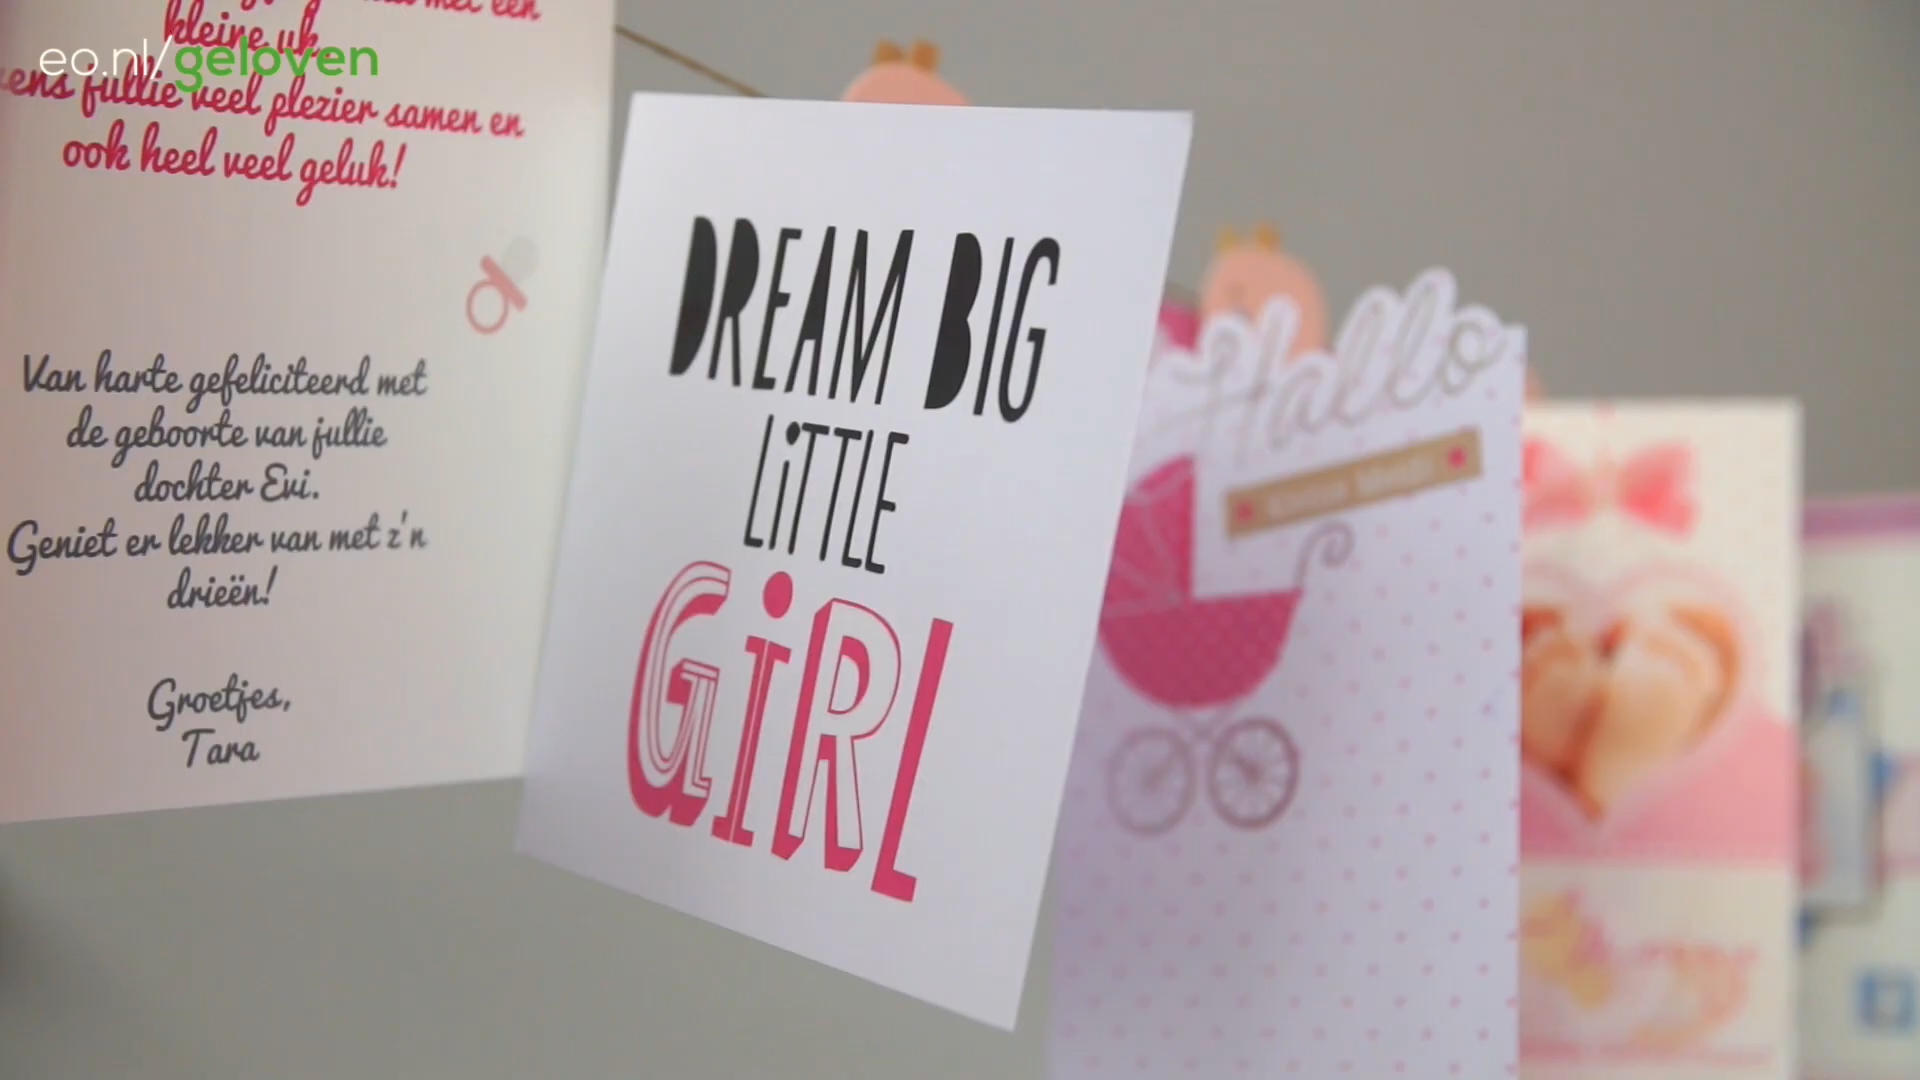 eo.nl/geloven
met een
kleine uk.
ens jullie veel plezier samen en
ook heel veel geluk!
Van harte gefeliciteerd met
de geboorte van jullie
dochter Evi.
Geniet er lekker van met z'n
drieën!
Groetjes,
Tara
DREAM BIG
LiTTLE
GiRL
Hallo